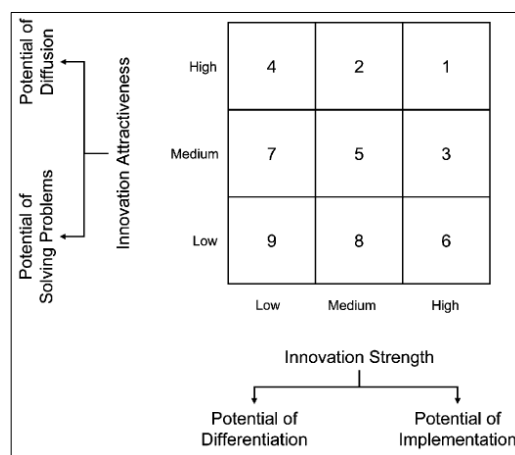 Potential of
Diffusion
Potential of
Solving Problems
Innovation Attractiveness
High
4
2
1
Medium
7
5
3
Low
9
8
6
Low
Medium
High
Innovation Strength
Potential of
Differentiation
Potential of
Implementation